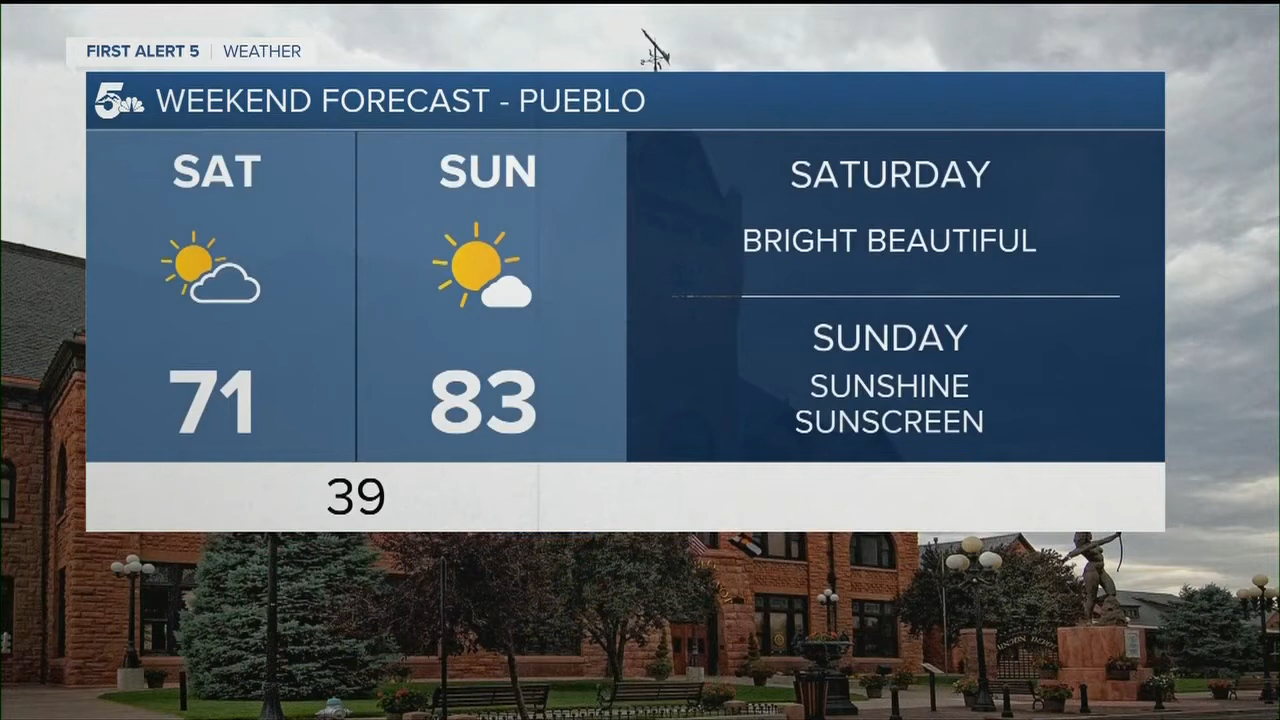 FIRST ALERT 5 | WEATHER
5 WEEKEND FORECAST - PUEBLO
SAT
71
SUN
83
SATURDAY
BRIGHT BEAUTIFUL
SUNDAY
SUNSHINE
SUNSCREEN
39